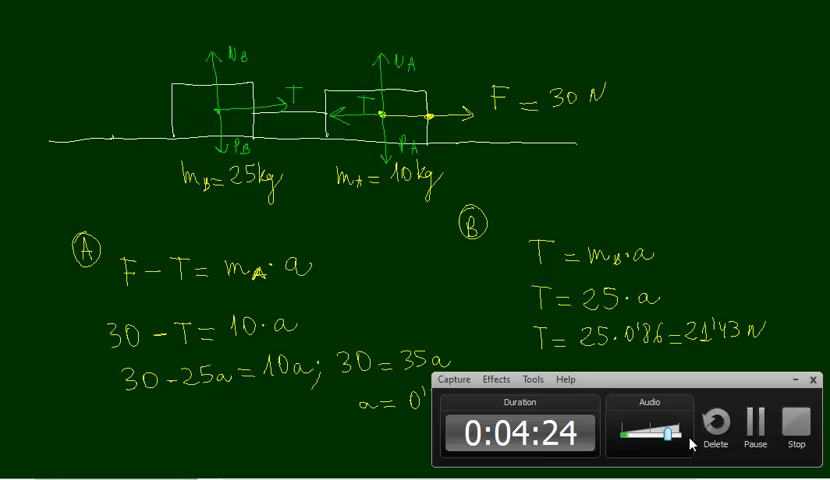 N_B
N_A
T
T
F = 30 N
P_B
P_A
m_B = 25kg
m_A = 10kg
A
B
F - T = m_A · a
T = m_B · a
30 - T = 10 · a
T = 25 · a
T = 25 · 0'86 = 21'43 N
30 - 25a = 10a; 30 = 35a
a = 0'
Capture Effects Tools Help
Duration
Audio
0:04:24
Delete
Pause
Stop